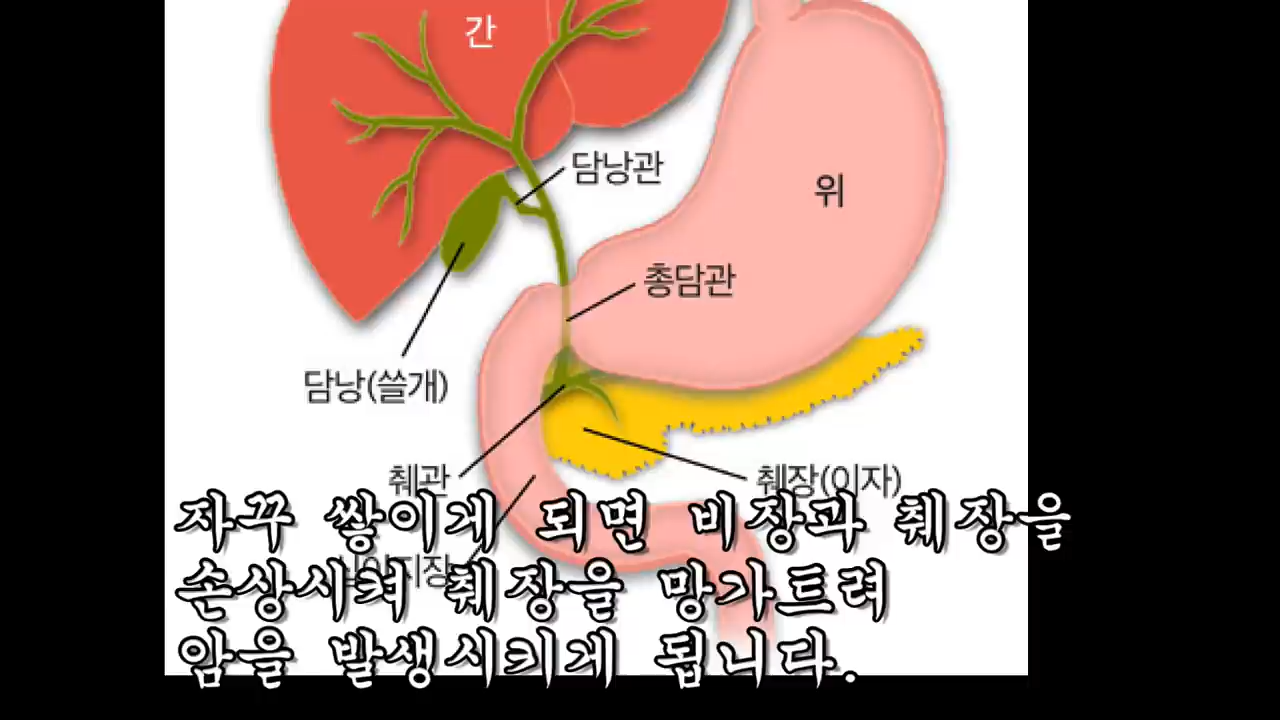 간
담낭관
위
총담관
담낭(쓸개)
췌관
췌장(이자)
자꾸 쌓이게 되면 비장과 췌장을
손상시켜 췌장을 망가트려
암을 발생시키게 됩니다.